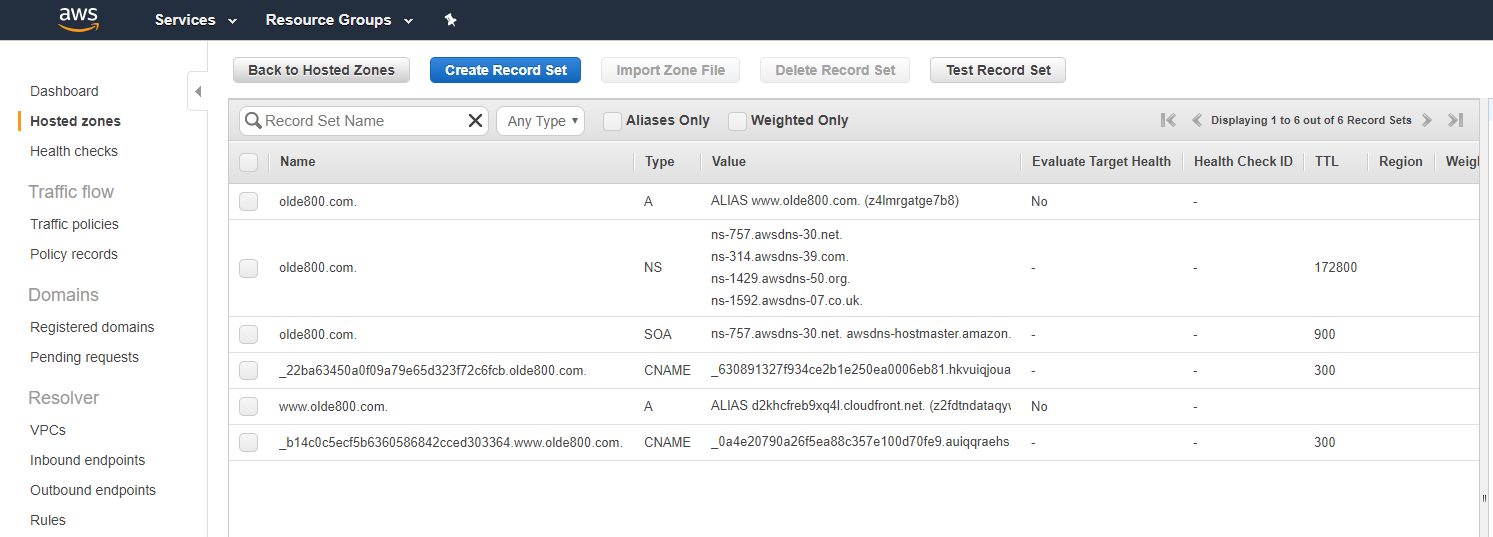 aws Services Resource Groups
Back to Hosted Zones Create Record Set Import Zone File Delete Record Set Test Record Set
Dashboard
Hosted zones
Health checks
Traffic flow
Traffic policies
Policy records
Domains
Registered domains
Pending requests
Resolver
VPCs
Inbound endpoints
Outbound endpoints
Rules
Record Set Name Any Type Aliases Only Weighted Only Displaying 1 to 6 out of 6 Record Sets
Name Type Value Evaluate Target Health Health Check ID TTL Region Weig
olde800.com. A ALIAS www.olde800.com. (z4lmrgatge7b8) No -
olde800.com. NS ns-757.awsdns-30.net.
ns-314.awsdns-39.com.
ns-1429.awsdns-50.org.
ns-1592.awsdns-07.co.uk. - - 172800
olde800.com. SOA ns-757.awsdns-30.net. awsdns-hostmaster.amazon. - - 900
_22ba63450a0f09a79e65d323f72c6fcb.olde800.com. CNAME _630891327f934ce2b1e250ea0006eb81.hkvuiqjoua - - 300
www.olde800.com. A ALIAS d2khcfreb9xq4l.cloudfront.net. (z2fdtndataqyv No -
_b14c0c5ecf5b6360586842cced303364.www.olde800.com. CNAME _0a4e20790a26f5ea88c357e100d70fe9.auiqqraehs - - 300